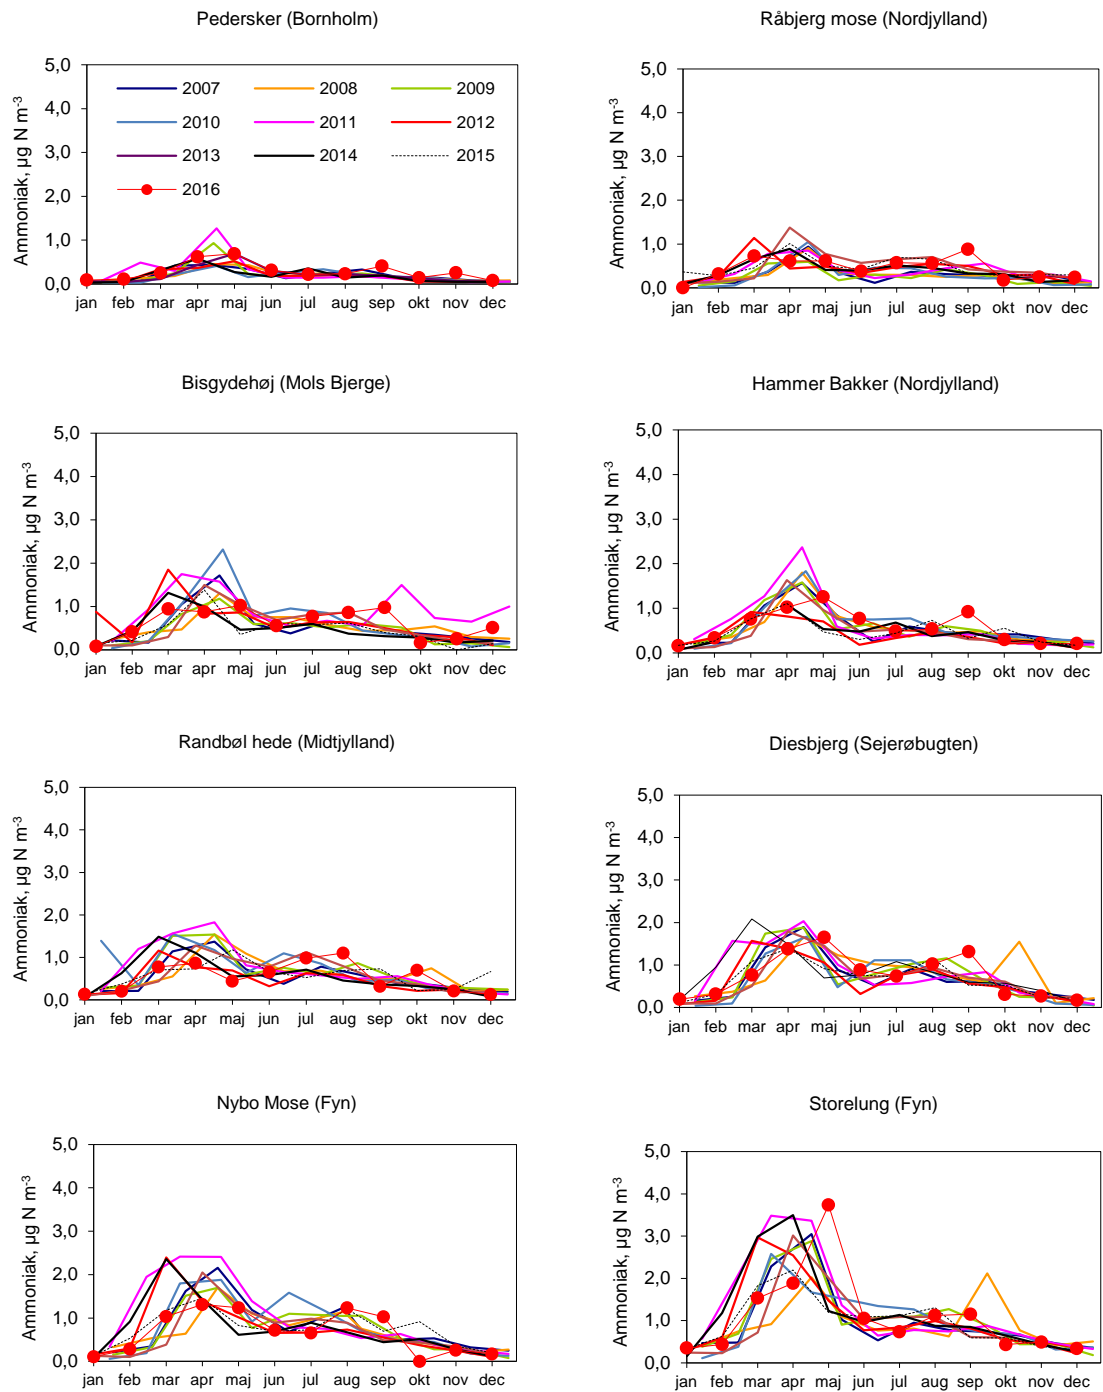 Pedersker (Bornholm)
Ammoniak, µg N m-3
5,0
4,0
3,0
2,0
1,0
0,0
2007 2008 2009
2010 2011 2012
2013 2014 2015
2016
jan feb mar apr maj jun jul aug sep okt nov dec
Råbjerg mose (Nordjylland)
Ammoniak, µg N m-3
5,0
4,0
3,0
2,0
1,0
0,0
jan feb mar apr maj jun jul aug sep okt nov dec
Bisgydehøj (Mols Bjerge)
Ammoniak, µg N m-3
5,0
4,0
3,0
2,0
1,0
0,0
jan feb mar apr maj jun jul aug sep okt nov dec
Hammer Bakker (Nordjylland)
Ammoniak, µg N m-3
5,0
4,0
3,0
2,0
1,0
0,0
jan feb mar apr maj jun jul aug sep okt nov dec
Randbøl hede (Midtjylland)
Ammoniak, µg N m-3
5,0
4,0
3,0
2,0
1,0
0,0
jan feb mar apr maj jun jul aug sep okt nov dec
Diesbjerg (Sejerøbugten)
Ammoniak, µg N m-3
5,0
4,0
3,0
2,0
1,0
0,0
jan feb mar apr maj jun jul aug sep okt nov dec
Nybo Mose (Fyn)
Ammoniak, µg N m-3
5,0
4,0
3,0
2,0
1,0
0,0
jan feb mar apr maj jun jul aug sep okt nov dec
Storelung (Fyn)
Ammoniak, µg N m-3
5,0
4,0
3,0
2,0
1,0
0,0
jan feb mar apr maj jun jul aug sep okt nov dec